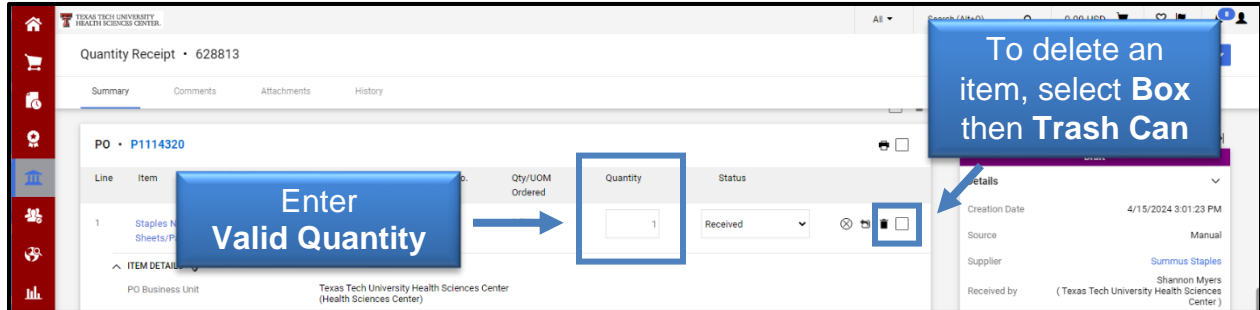 TEXAS TECH UNIVERSITY
HEALTH SCIENCES CENTER.
All
Search (Alt+Q)
0.00 USD
Quantity Receipt • 628813
To delete an
item, select Box
then Trash Can
Summary Comments Attachments History
PO • P1114320
Line Item Qty/UOM Ordered Quantity Status
Enter
Valid Quantity
1 Staples 1 Received
Sheets/P
ITEM DETAILS
PO Business Unit Texas Tech University Health Sciences Center
(Health Sciences Center)
Draft
Details
Creation Date 4/15/2024 3:01:23 PM
Source Manual
Supplier Summus Staples
Received by Shannon Myers
( Texas Tech University Health Sciences
Center )